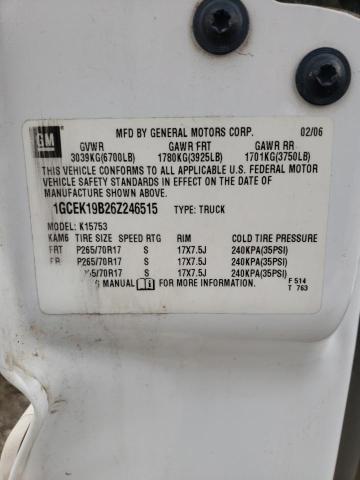 GM
MFD BY GENERAL MOTORS CORP. 02/06
GVWR GAWR FRT GAWR RR
3039KG(6700LB) 1780KG(3925LB) 1701KG(3750LB)
THIS VEHICLE CONFORMS TO ALL APPLICABLE U.S. FEDERAL MOTOR
VEHICLE SAFETY STANDARDS IN EFFECT ON THE DATE OF
MANUFACTURE SHOWN ABOVE.
1GCEK19B26Z246515 TYPE: TRUCK
MODEL: K15753
KAM6 TIRE SIZE SPEED RTG RIM COLD TIRE PRESSURE
FRT P265/70R17 S 17X7.5J 240KPA(35PSI)
RR P265/70R17 S 17X7.5J 240KPA(35PSI)
65/70R17 S 17X7.5J 240KPA(35PSI)
MANUAL FOR MORE INFORMATION. F 514
T 763